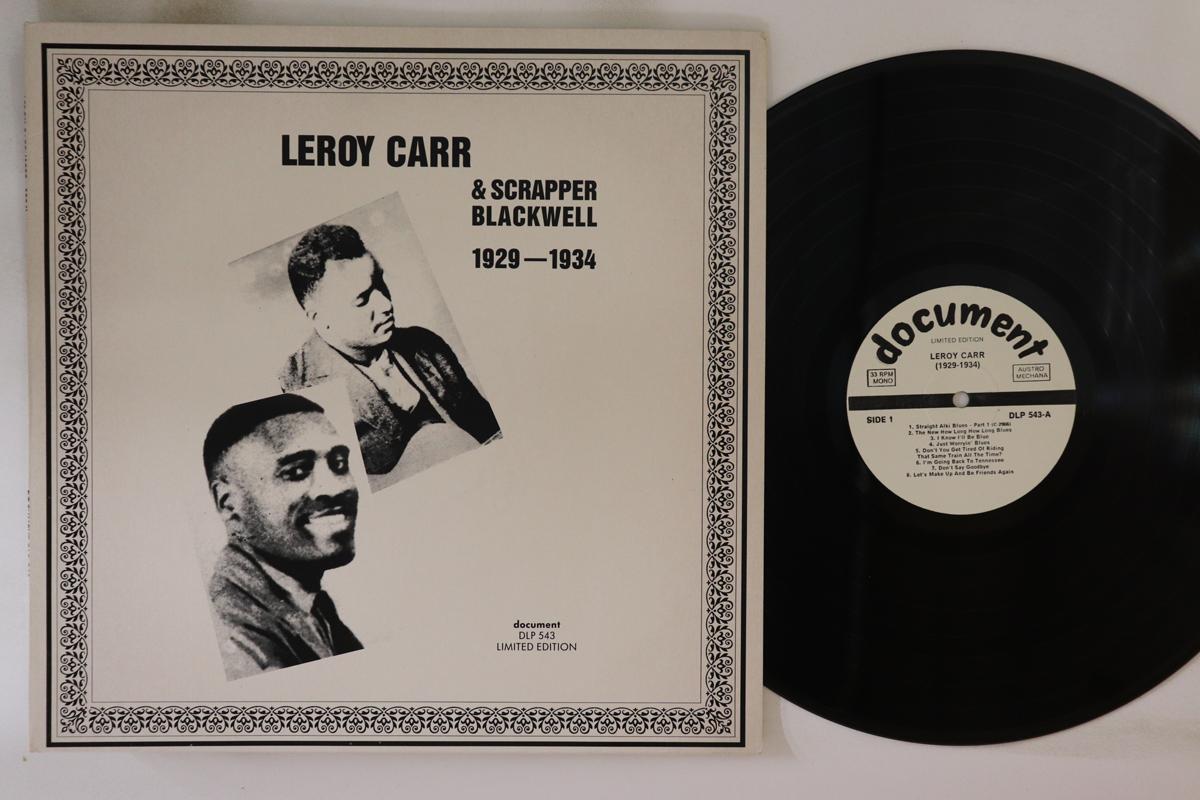 LEROY CARR
& SCRAPPER
BLACKWELL
1929 — 1934
document
DLP 543
LIMITED EDITION
document
LIMITED EDITION
LEROY CARR
(1929-1934)
33 RPM
MONO
AUSTRO
MECHANA
SIDE 1
DLP 543-A
1. Straight Alki Blues - Part 1 (C-2966)
2. The New How Long How Long Blues
3. I Know I'll Be Blue
4. Just Worryin' Blues
5. Don't You Get Tired Of Riding
That Same Train All The Time?
6. I'm Going Back To Tennessee
7. Don't Say Goodbye
8. Let's Make Up And Be Friends Again